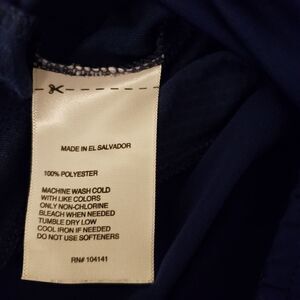 MADE IN EL SALVADOR
100% POLYESTER
MACHINE WASH COLD
WITH LIKE COLORS
ONLY NON-CHLORINE
BLEACH WHEN NEEDED
TUMBLE DRY LOW
COOL IRON IF NEEDED
DO NOT USE SOFTENERS
RN# 104141